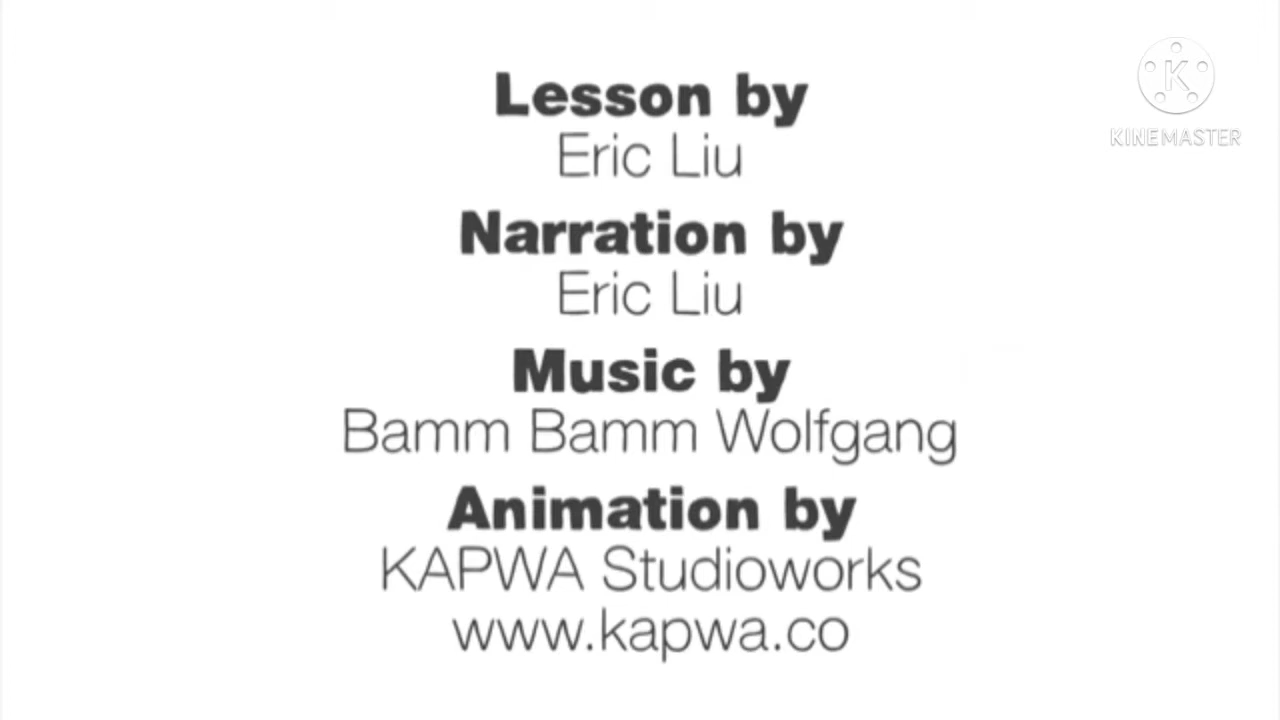 Lesson by
Eric Liu
Narration by
Eric Liu
Music by
Bamm Bamm Wolfgang
Animation by
KAPWA Studioworks
www.kapwa.co
K
KINEMASTER